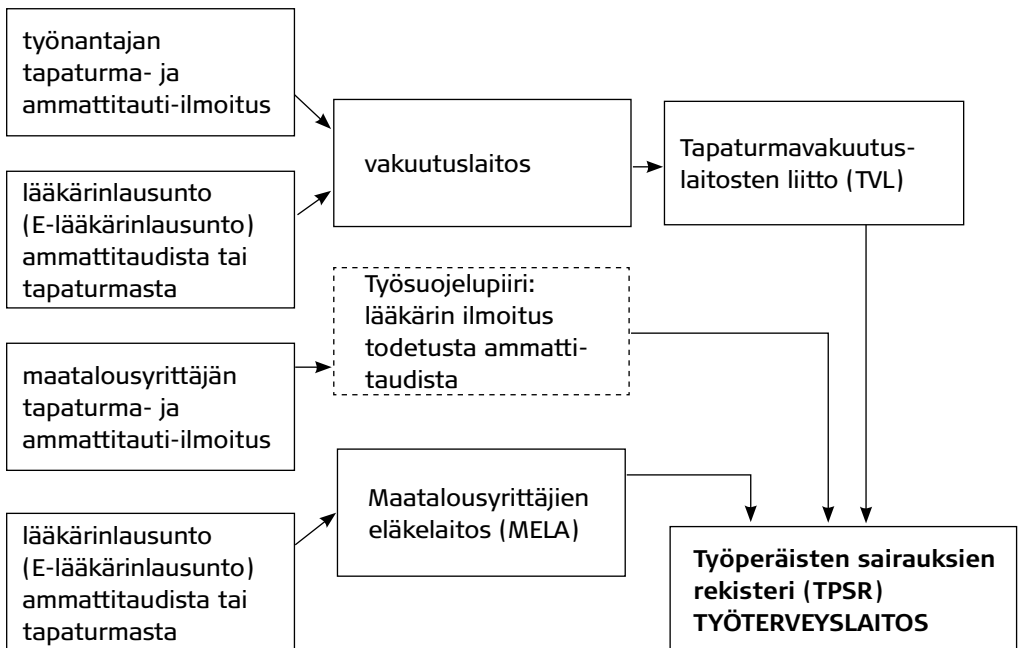 työnantajan
tapaturma- ja
ammattitauti-ilmoitus
lääkärinlausunto
(E-lääkärinlausunto)
ammattitaudista tai
tapaturmasta
maatalousyrittäjän
tapaturma- ja
ammattitauti-ilmoitus
lääkärinlausunto
(E-lääkärinlausunto)
ammattitaudista tai
tapaturmasta
vakuutuslaitos
Työsuojelupiiri:
lääkärin ilmoitus
todetusta ammatti-
taudista
Maatalousyrittäjien
eläkelaitos (MELA)
Tapaturmavakuutus-
laitosten liitto (TVL)
Työperäisten sairauksien
rekisteri (TPSR)
TYÖTERVEYSLAITOS